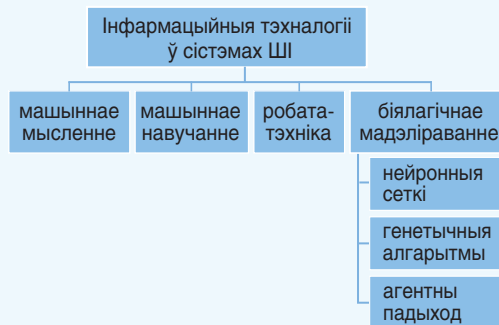 Інфармацыйныя тэхналогіі
ў сістэмах ШІ
машыннае
мысленне
машыннае
навучанне
робата-
тэхніка
біялагічнае
мадэліраванне
нейронныя
сеткі
генетычныя
алгарытмы
агентны
падыход